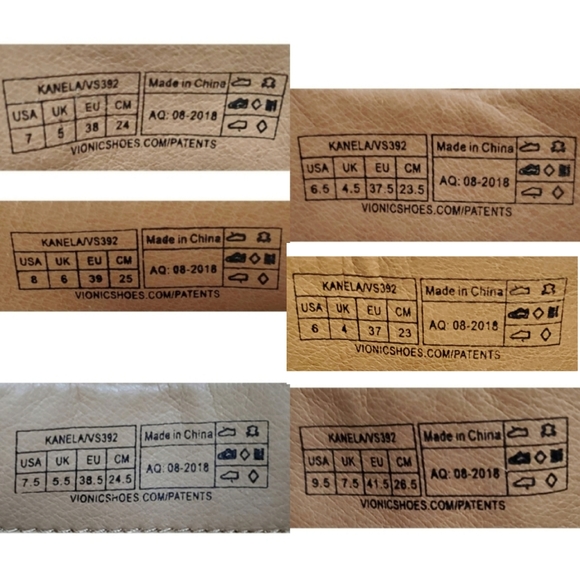 KANELA/VS392 Made in China
USA UK EU CM
7 5 38 24 AQ: 08-2018
VIONICSHOES.COM/PATENTS
KANELA/VS392 Made in China
USA UK EU CM
6.5 4.5 37.5 23.5 AQ: 08-2018
VIONICSHOES.COM/PATENTS
KANELA/VS392 Made in China
USA UK EU CM
8 6 39 25 AQ: 08-2018
VIONICSHOES.COM/PATENTS
KANELA/VS392 Made in China
USA UK EU CM
6 4 37 23 AQ: 08-2018
VIONICSHOES.COM/PATENTS
KANELA/VS392 Made in China
USA UK EU CM
7.5 5.5 38.5 24.5 AQ: 08-2018
VIONICSHOES.COM/PATENTS
KANELA/VS392 Made in China
USA UK EU CM
9.5 7.5 41.5 26.5 AQ: 08-2018
VIONICSHOES.COM/PATENTS